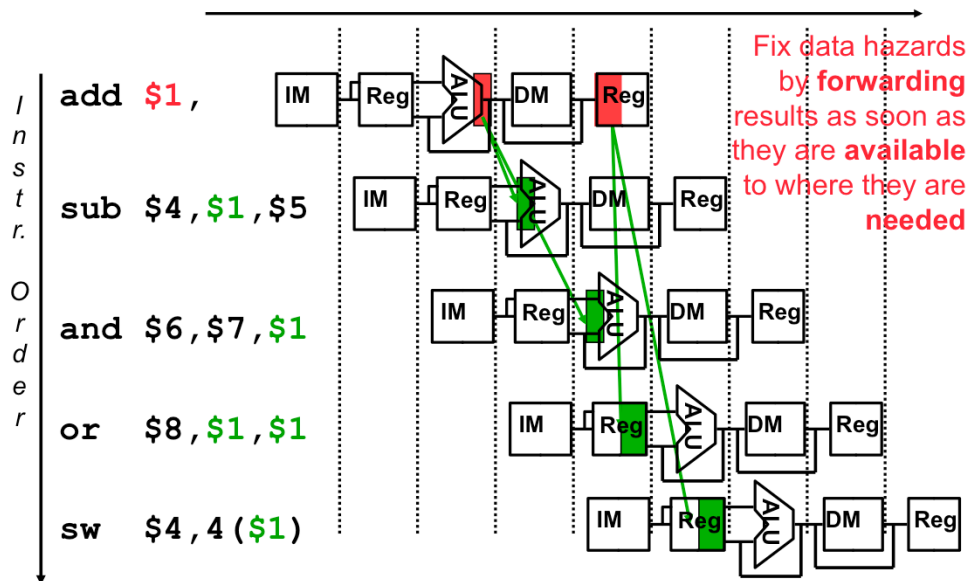 Instr. Order
Fix data hazards
by forwarding
results as soon as
they are available
to where they are
needed
add $1,
IM Reg ALU DM Reg
sub $4,$1,$5
IM Reg ALU DM Reg
and $6,$7,$1
IM Reg ALU DM Reg
or $8,$1,$1
IM Reg ALU DM Reg
sw $4,4($1)
IM Reg ALU DM Reg